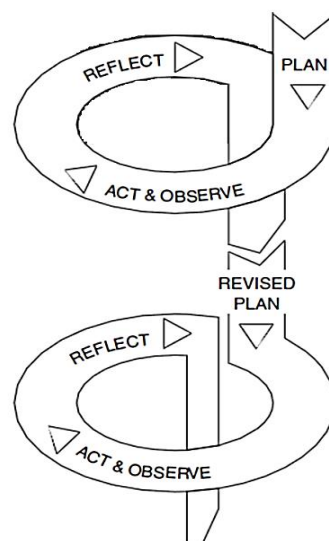 REFLECT
PLAN
ACT & OBSERVE
REVISED
PLAN
REFLECT
ACT & OBSERVE